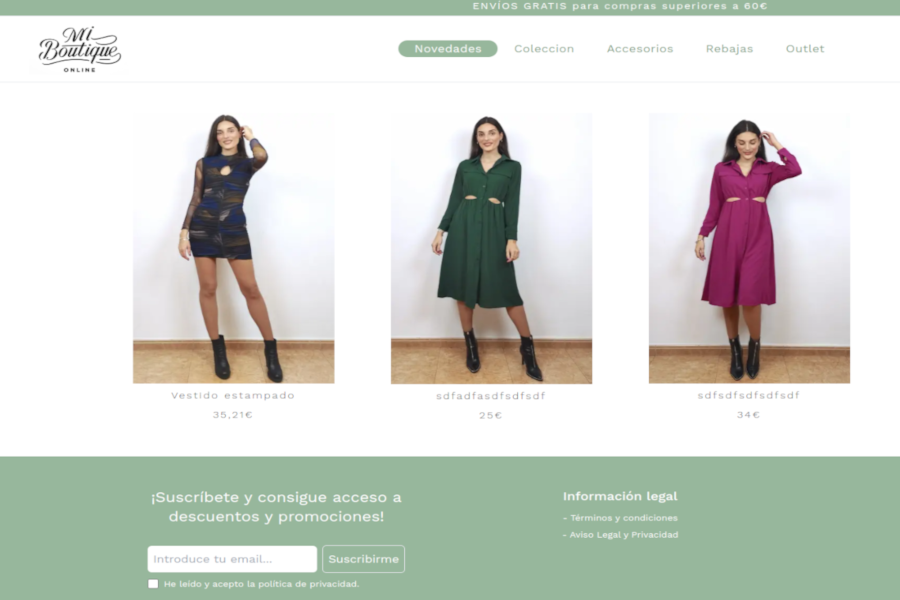 ENVÍOS GRATIS para compras superiores a 60€
Mi
Boutique
ONLINE
Novedades Coleccion Accesorios Rebajas Outlet
Vestido estampado
35,21€
sdfadfasdfsdfsdf
25€
sdfsdfsdfsdfsdf
34€
¡Suscríbete y consigue acceso a
descuentos y promociones!
Introduce tu email... Suscribirme
He leído y acepto la política de privacidad.
Información legal
- Términos y condiciones
- Aviso Legal y Privacidad